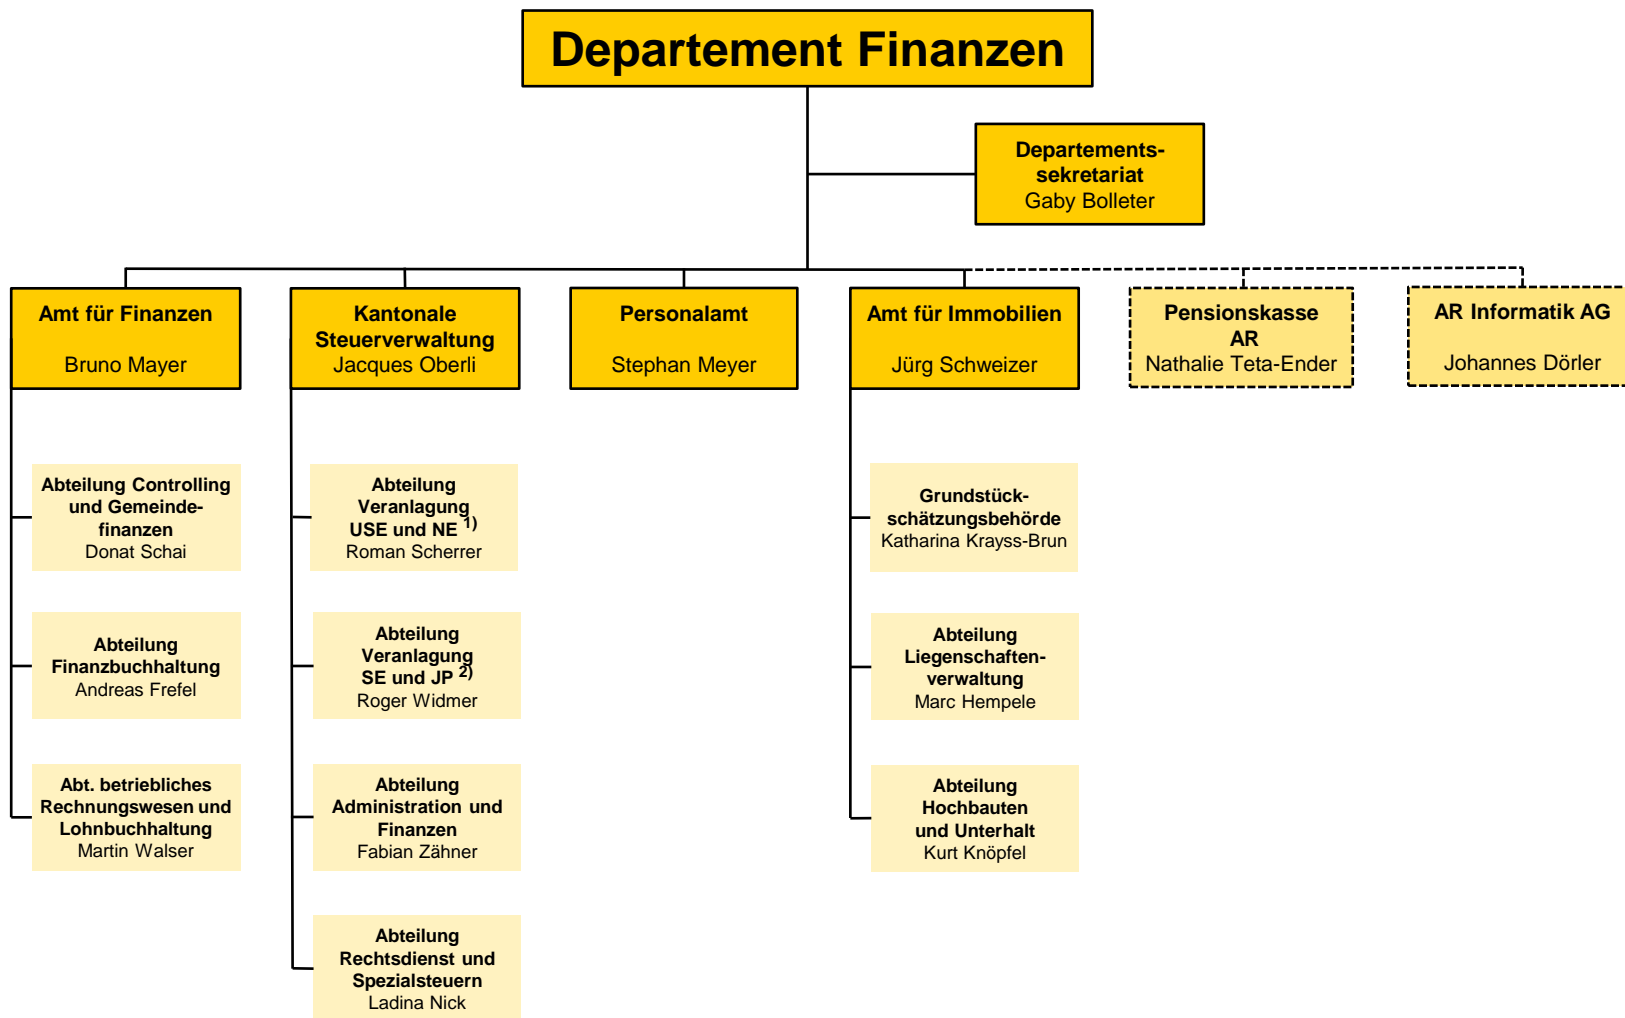 Departement Finanzen
Departements-
sekretariat
Gaby Bolleter
Amt für Finanzen
Bruno Mayer
Kantonale
Steuerverwaltung
Jacques Oberli
Personalamt
Stephan Meyer
Amt für Immobilien
Jürg Schweizer
Pensionskasse
AR
Nathalie Teta-Ender
AR Informatik AG
Johannes Dörler
Abteilung Controlling
und Gemeinde-
finanzen
Donat Schai
Abteilung
Finanzbuchhaltung
Andreas Frefel
Abt. betriebliches
Rechnungswesen und
Lohnbuchhaltung
Martin Walser
Abteilung
Veranlagung
USE und NE 1)
Roman Scherrer
Abteilung
Veranlagung
SE und JP 2)
Roger Widmer
Abteilung
Administration und
Finanzen
Fabian Zähner
Abteilung
Rechtsdienst und
Spezialsteuern
Ladina Nick
Grundstück-
schätzungsbehörde
Katharina Krayss-Brun
Abteilung
Liegenschaften-
verwaltung
Marc Hempele
Abteilung
Hochbauten
und Unterhalt
Kurt Knöpfel